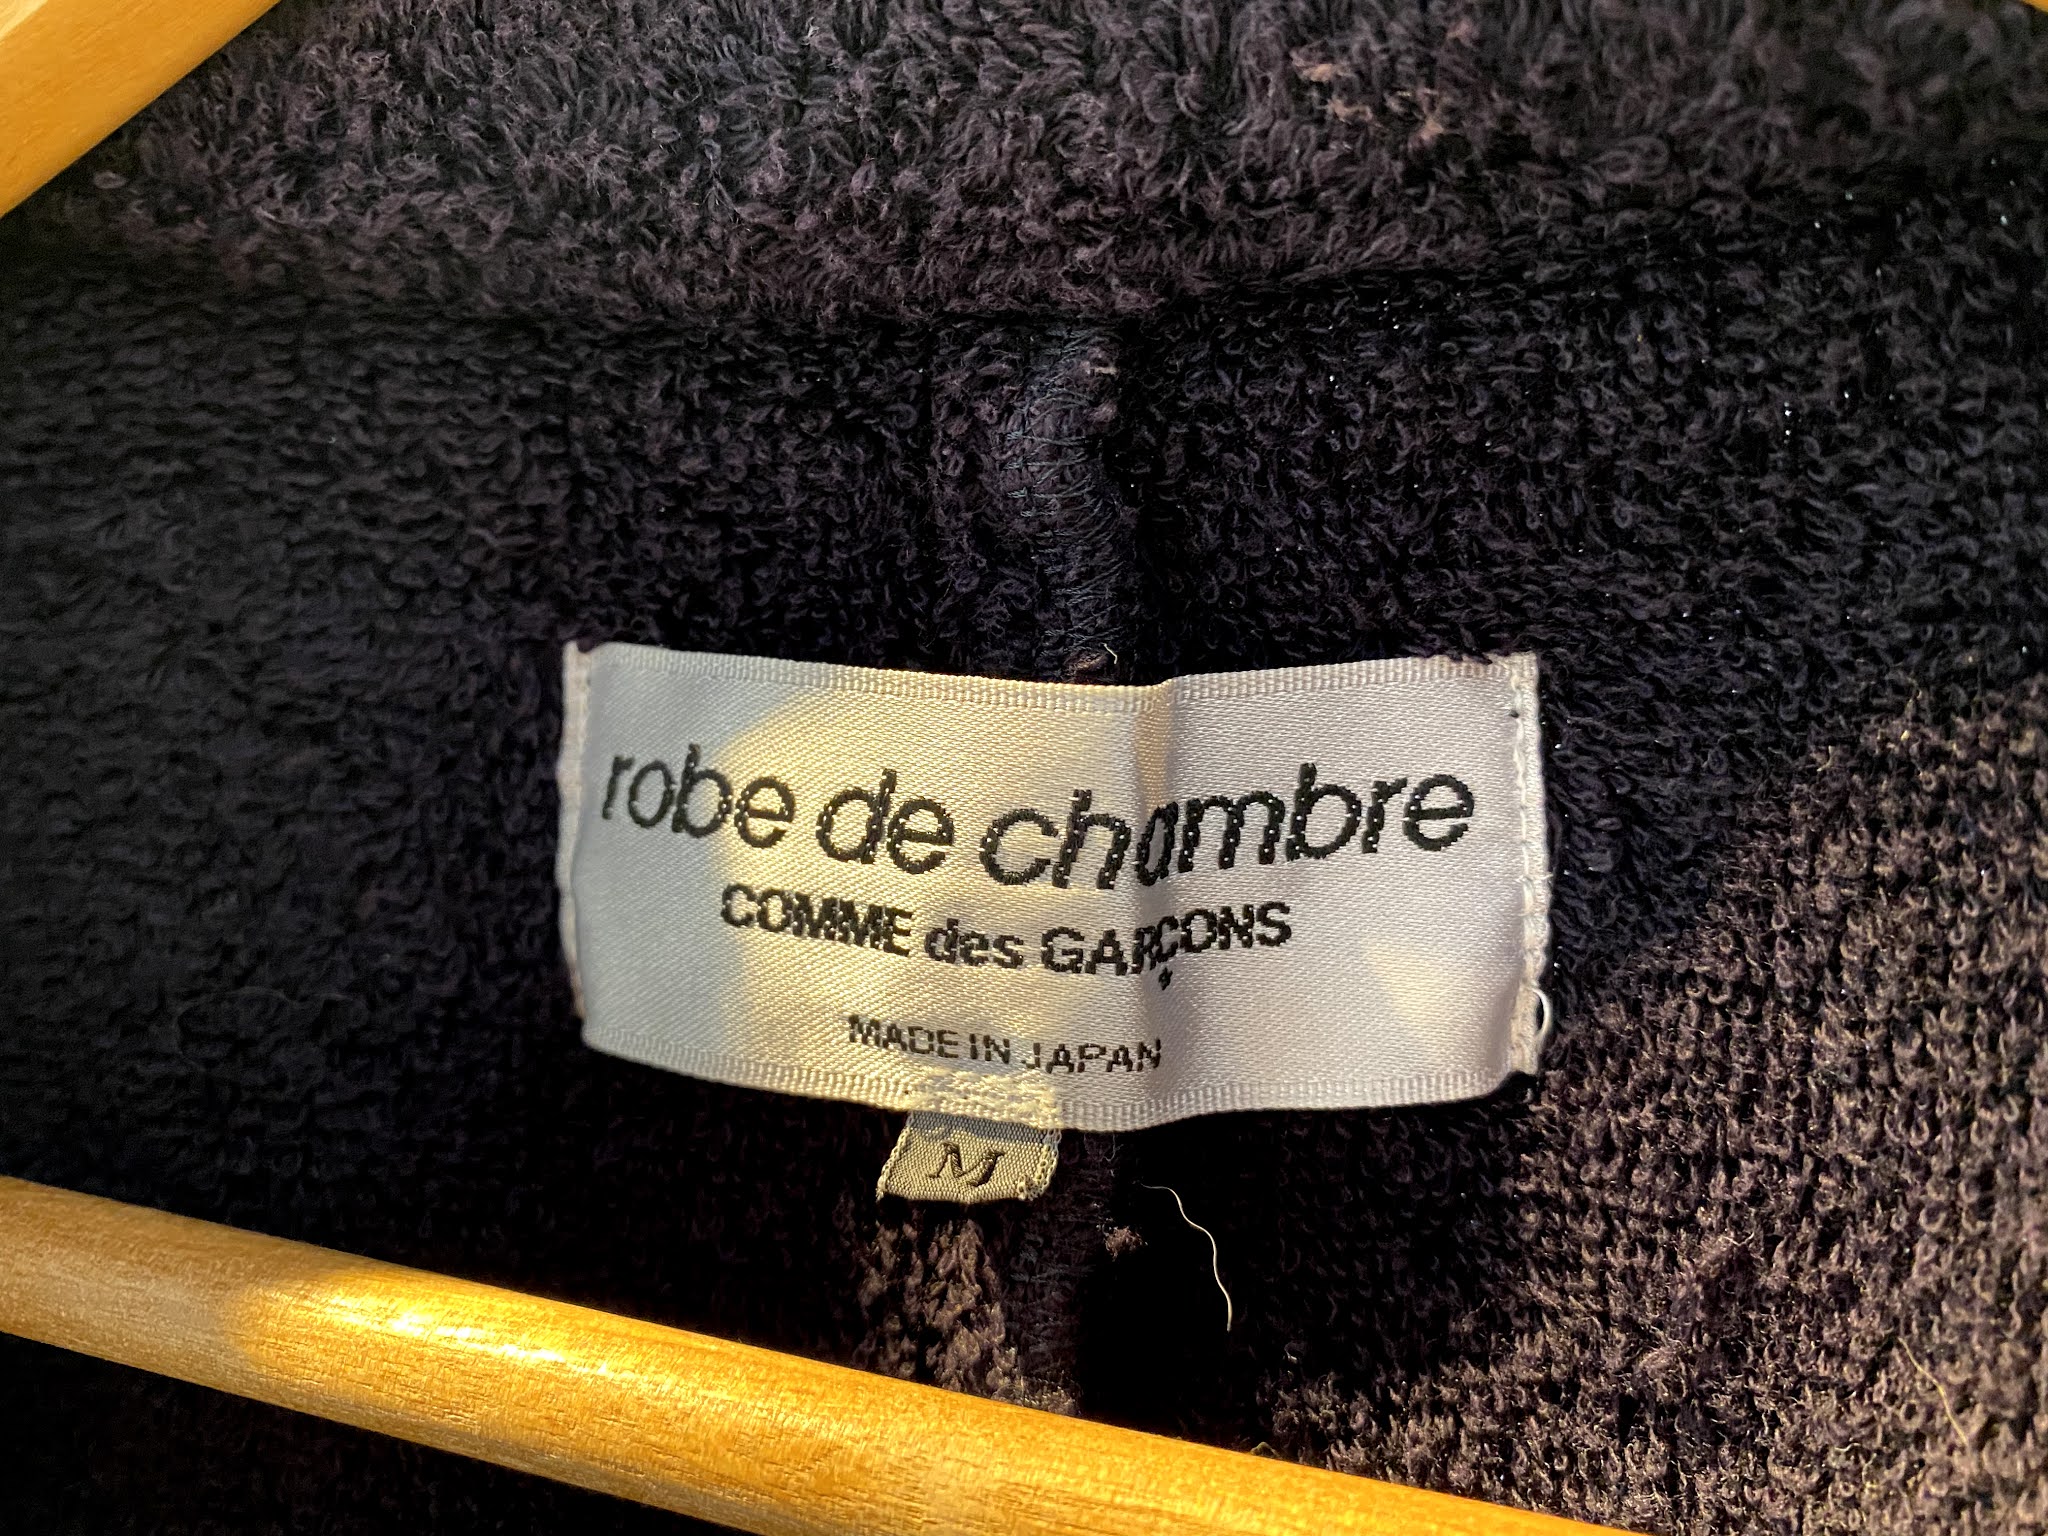 robe de chambre
COMME des GARÇONS
MADE IN JAPAN
M